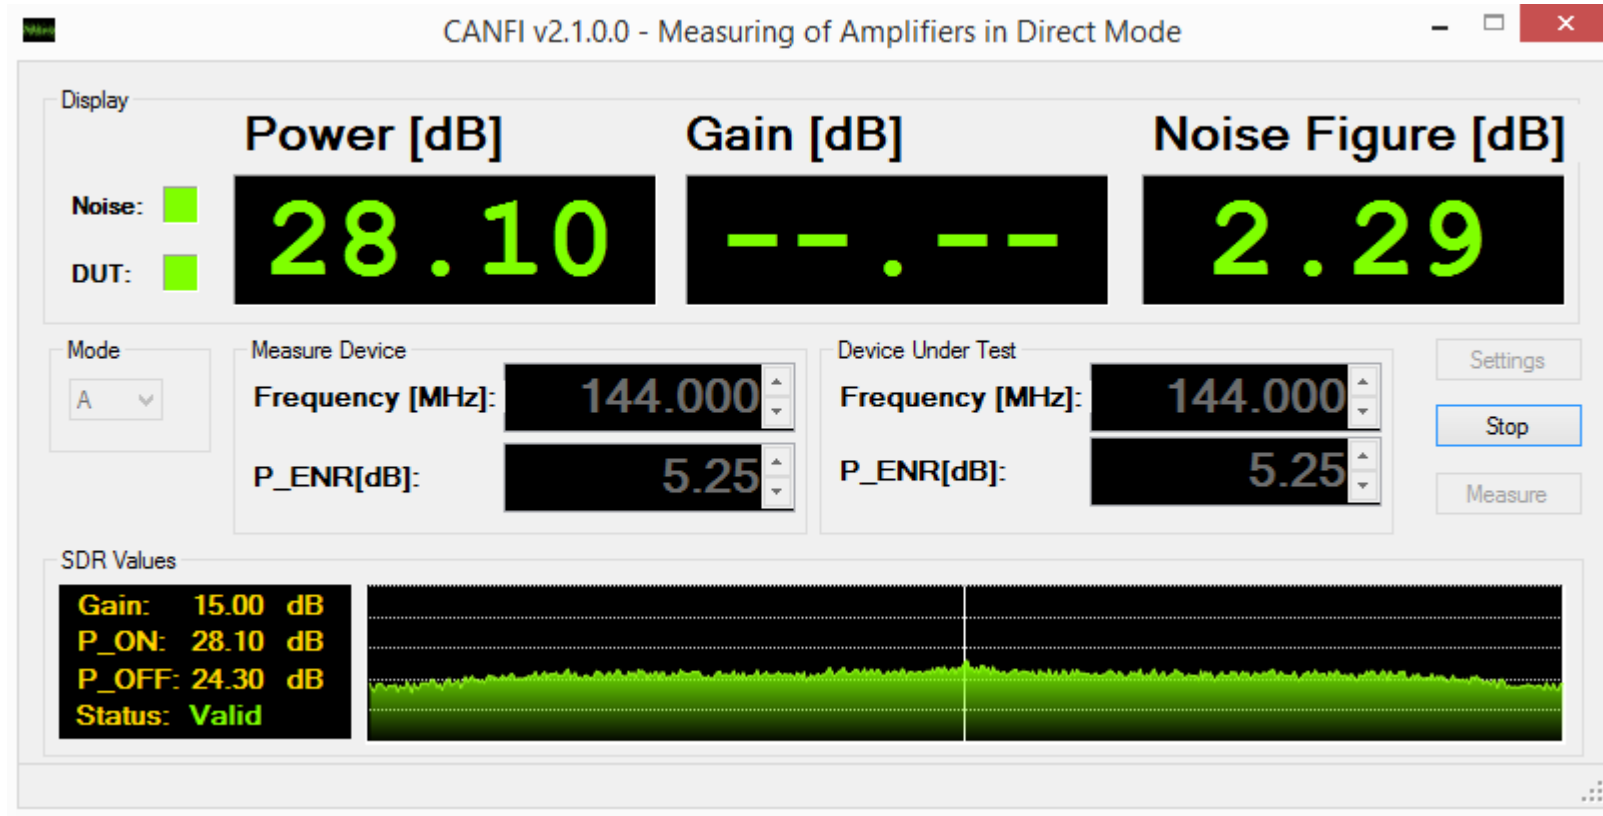 CANFI v2.1.0.0 - Measuring of Amplifiers in Direct Mode
Display
Power [dB] Gain [dB] Noise Figure [dB]
Noise:
DUT:
28.10 --.-- 2.29
Mode
A
Measure Device
Frequency [MHz]: 144.000
P_ENR[dB]: 5.25
Device Under Test
Frequency [MHz]: 144.000
P_ENR[dB]: 5.25
Settings
Stop
Measure
SDR Values
Gain: 15.00 dB
P_ON: 28.10 dB
P_OFF: 24.30 dB
Status: Valid